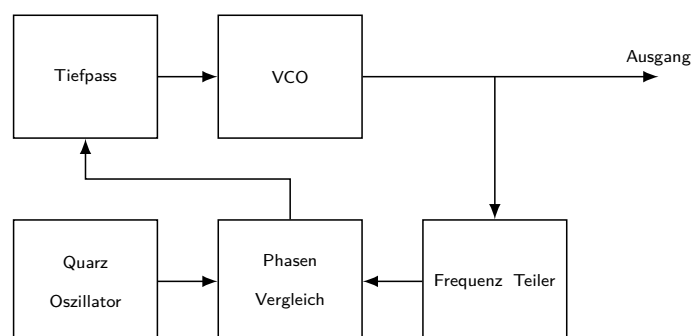 Ausgang
Tiefpass
VCO
Quarz
Oszillator
Phasen
Vergleich
Frequenz Teiler